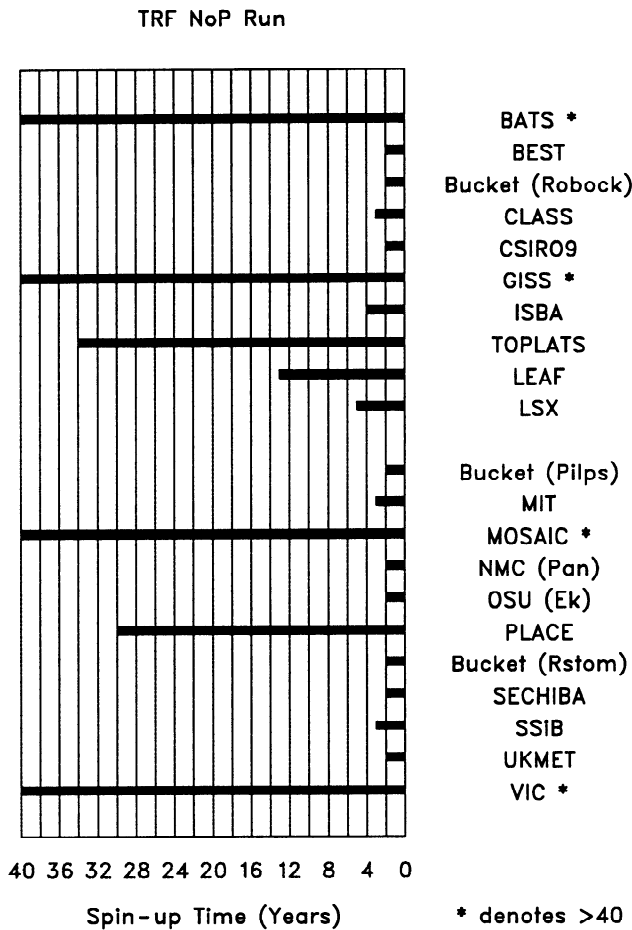 TRF NoP Run
BATS *
BEST
Bucket (Robock)
CLASS
CSIRO9
GISS *
ISBA
TOPLATS
LEAF
LSX
Bucket (Pilps)
MIT
MOSAIC *
NMC (Pan)
OSU (Ek)
PLACE
Bucket (Rstom)
SECHIBA
SSiB
UKMET
VIC *
40 36 32 28 24 20 16 12 8 4 0
Spin-up Time (Years) * denotes >40